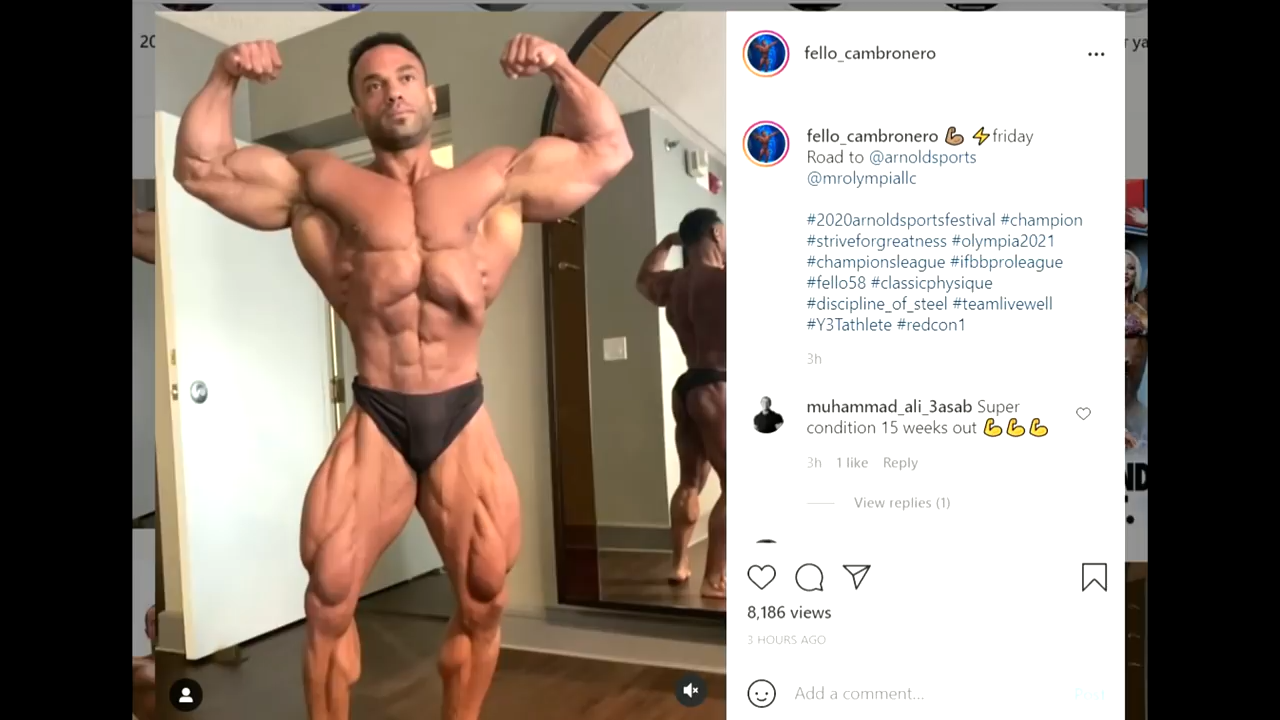 20
fello_cambronero
fello_cambronero 💪🏽 ⚡friday
Road to @arnoldsports
@mrolympiallc
#2020arnoldsportsfestival #champion
#striveforgreatness #olympia2021
#championsleague #ifbbproleague
#fello58 #classicphysique
#discipline_of_steel #teamlivewell
#Y3Tathlete #redcon1
3h
muhammad_ali_3asab Super
condition 15 weeks out 💪💪💪
3h 1 like Reply
View replies (1)
8,186 views
3 HOURS AGO
Add a comment... Post